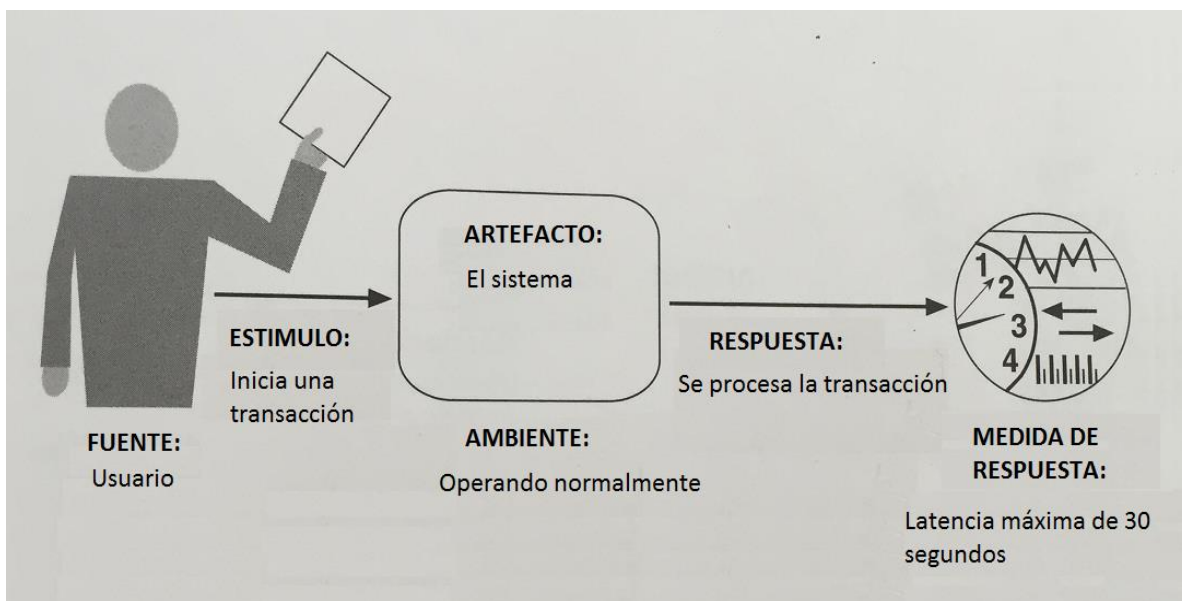 FUENTE:
Usuario
ESTIMULO:
Inicia una
transacción
ARTEFACTO:
El sistema
AMBIENTE:
Operando normalmente
RESPUESTA:
Se procesa la transacción
1
2
3
4
MEDIDA DE
RESPUESTA:
Latencia máxima de 30
segundos